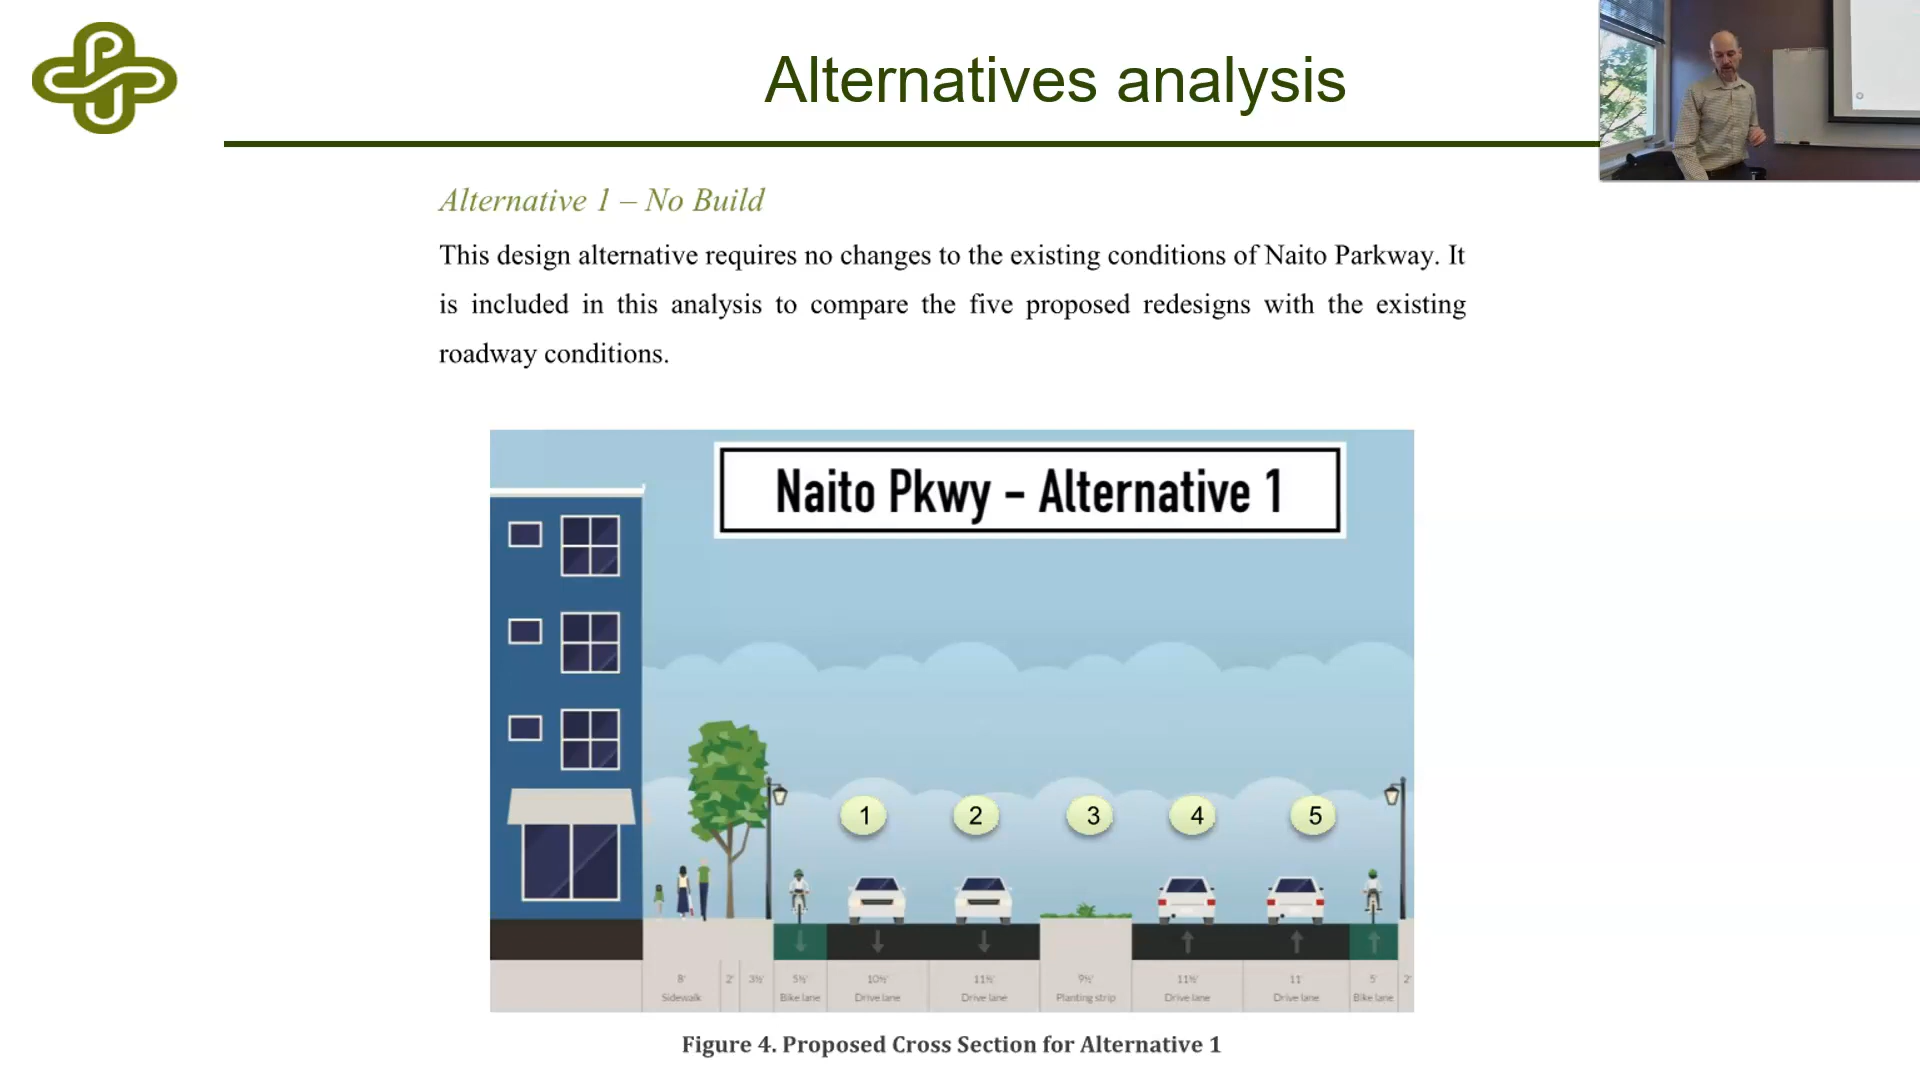 PSU
Alternatives analysis
Alternative 1 – No Build
This design alternative requires no changes to the existing conditions of Naito Parkway. It
is included in this analysis to compare the five proposed redesigns with the existing
roadway conditions.
Naito Pkwy – Alternative 1
1 2 3 4 5
8' 2' 3½' 5½' 10½' 11½' 9½' 11½' 11' 5' 2'
Sidewalk Bike lane Drive lane Drive lane Planting strip Drive lane Drive lane Bike lane
Figure 4. Proposed Cross Section for Alternative 1